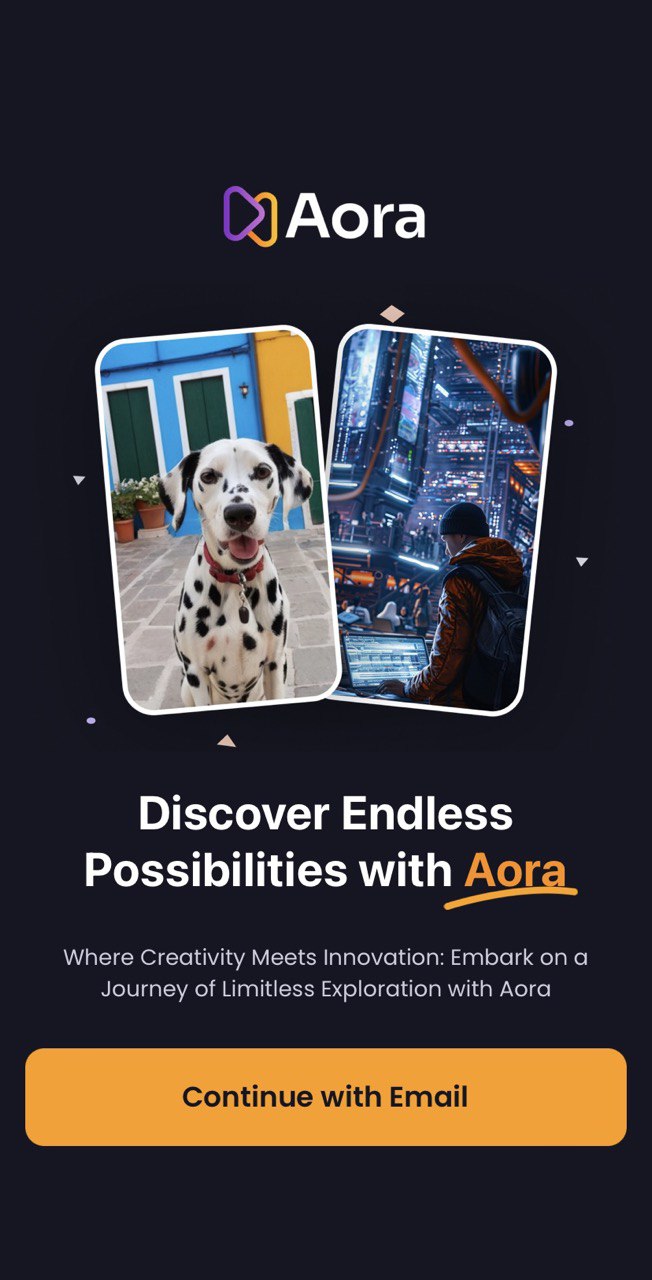 Aora
Discover Endless
Possibilities with Aora
Where Creativity Meets Innovation: Embark on a
Journey of Limitless Exploration with Aora
Continue with Email